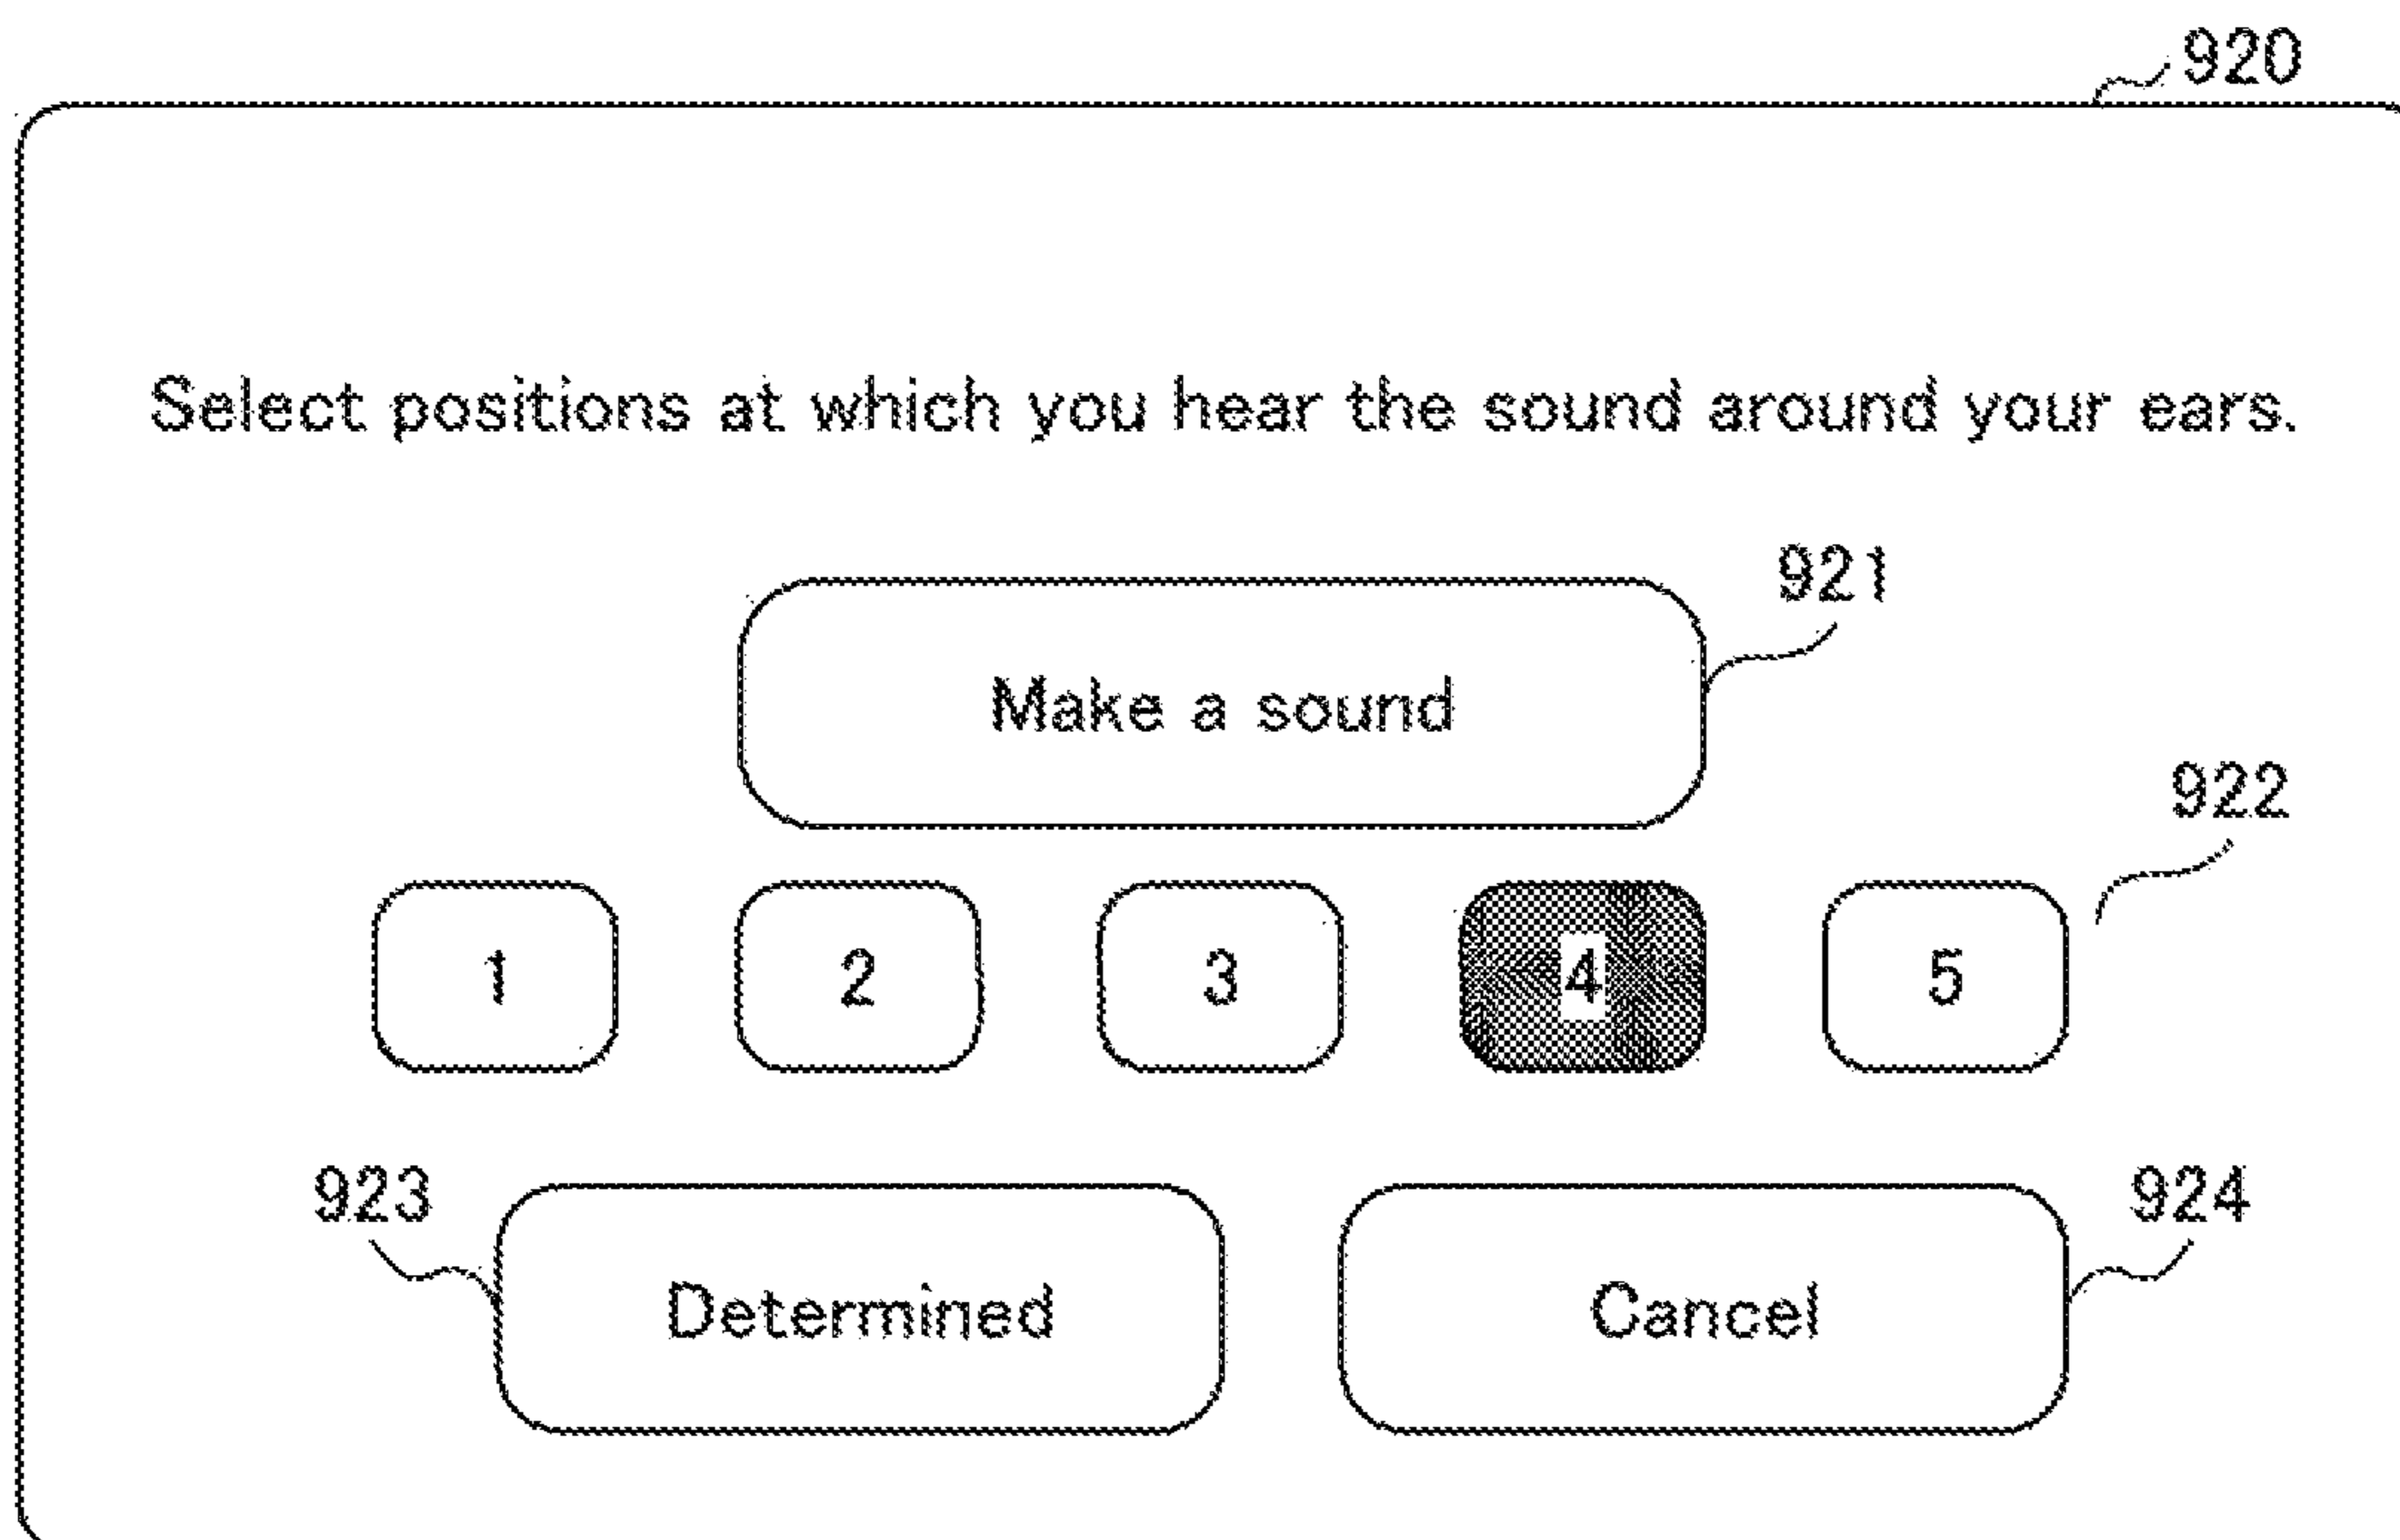 920
Select positions at which you hear the sound around your ears.
921
Make a sound
922
1 2 3 4 5
923
924
Determined Cancel